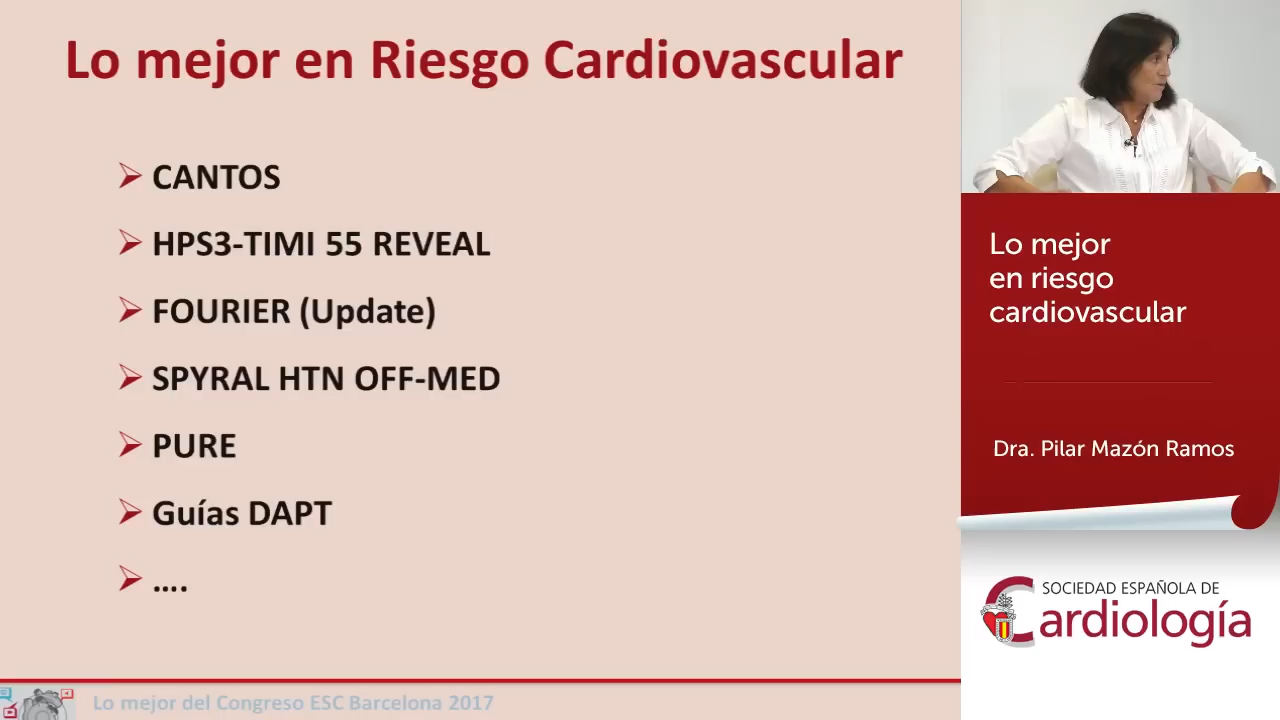 Lo mejor en Riesgo Cardiovascular
CANTOS
HPS3-TIMI 55 REVEAL
FOURIER (Update)
SPYRAL HTN OFF-MED
PURE
Guías DAPT
....
Lo mejor del Congreso ESC Barcelona 2017
Lo mejor
en riesgo
cardiovascular
Dra. Pilar Mazón Ramos
SOCIEDAD ESPAÑOLA DE
Cardiología